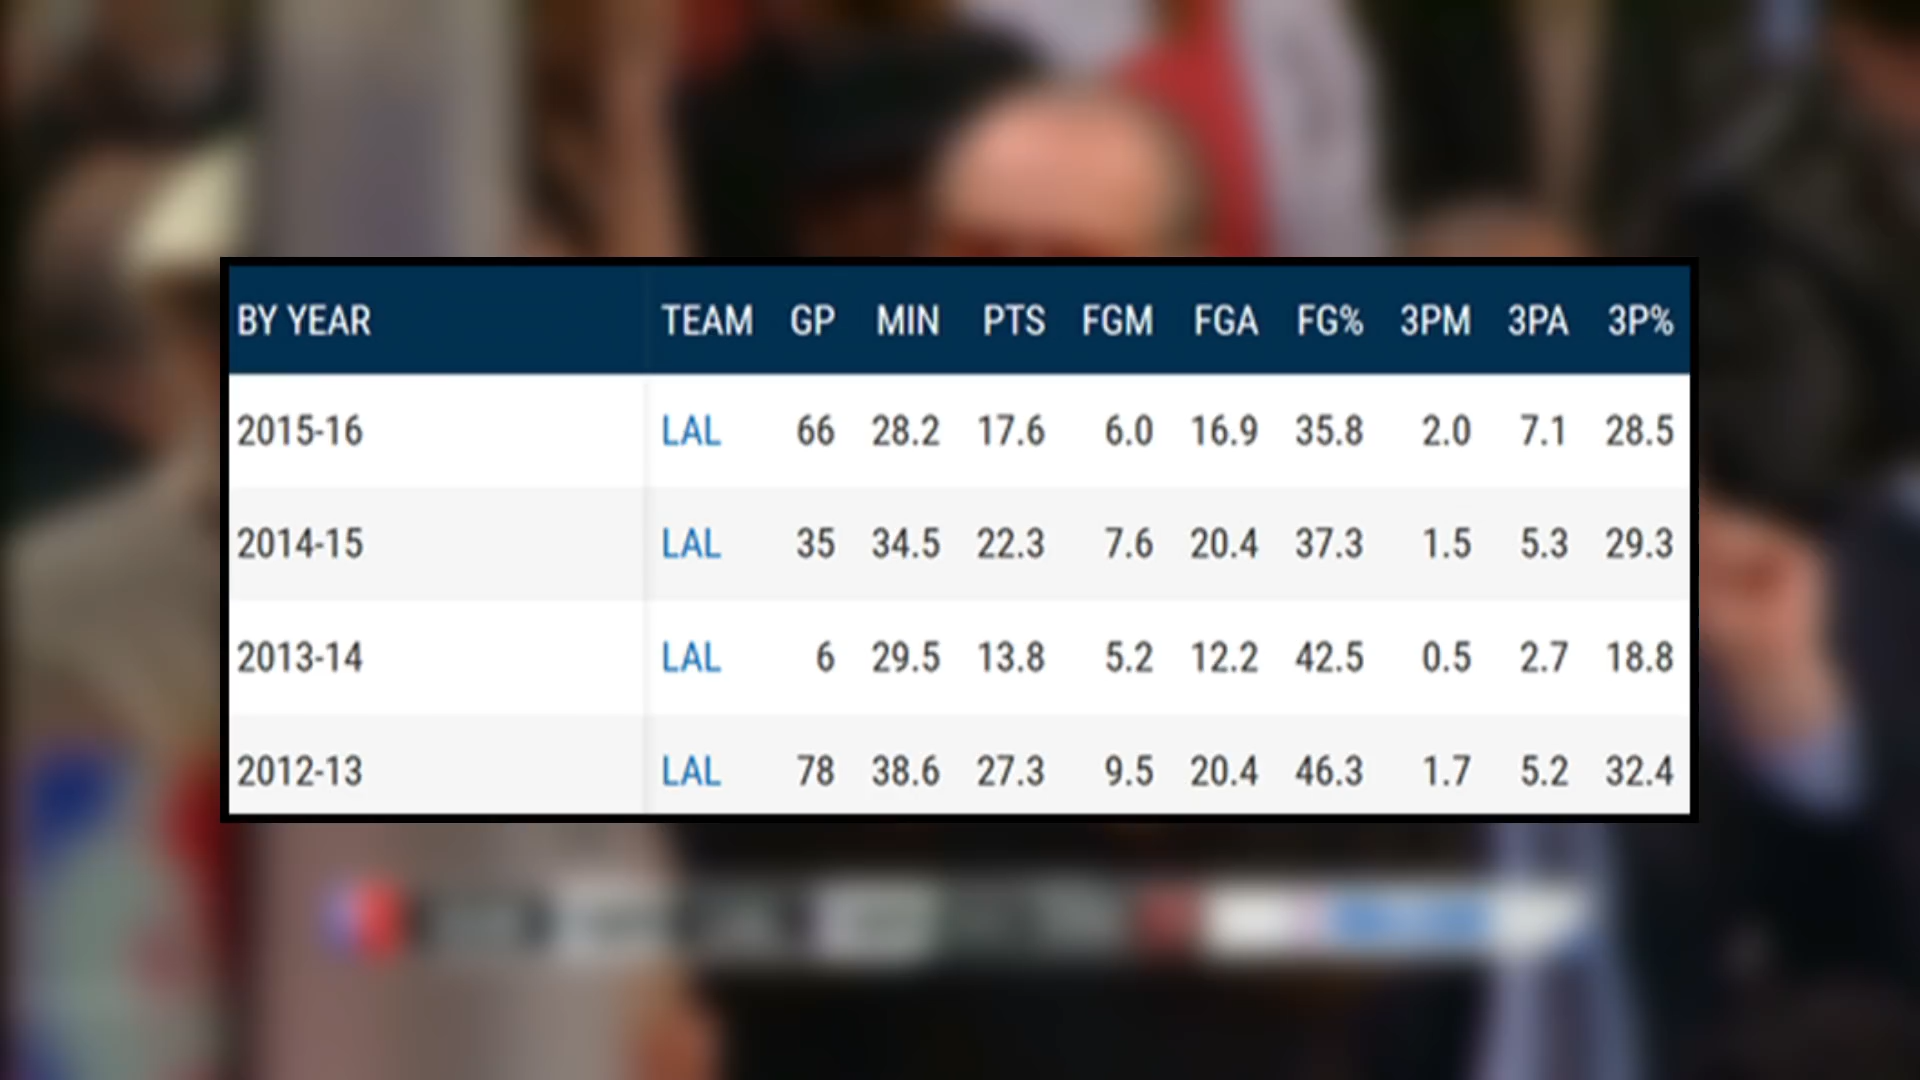 BY YEAR TEAM GP MIN PTS FGM FGA FG% 3PM 3PA 3P%
2015-16 LAL 66 28.2 17.6 6.0 16.9 35.8 2.0 7.1 28.5
2014-15 LAL 35 34.5 22.3 7.6 20.4 37.3 1.5 5.3 29.3
2013-14 LAL 6 29.5 13.8 5.2 12.2 42.5 0.5 2.7 18.8
2012-13 LAL 78 38.6 27.3 9.5 20.4 46.3 1.7 5.2 32.4